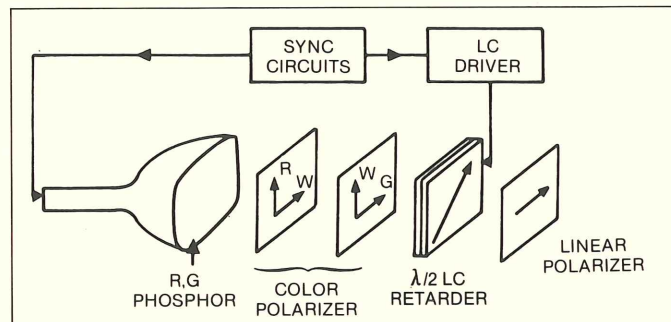 SYNC
CIRCUITS
LC
DRIVER
R
W
W
G
R,G
PHOSPHOR
COLOR
POLARIZER
λ/2 LC
RETARDER
LINEAR
POLARIZER